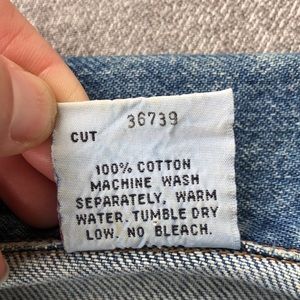 CUT 36739
100% COTTON
MACHINE WASH
SEPARATELY, WARM
WATER. TUMBLE DRY
LOW. NO BLEACH.